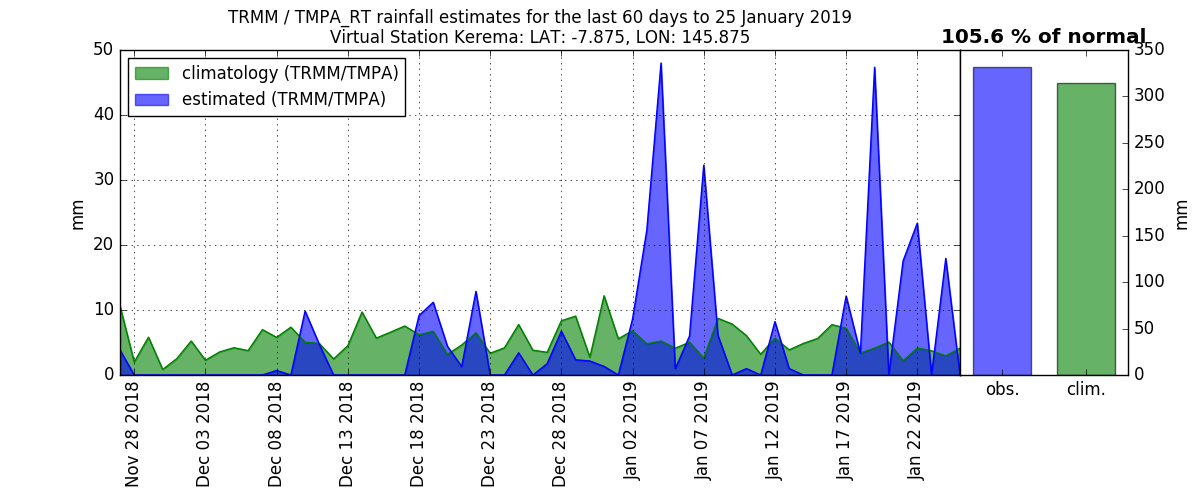 TRMM / TMPA_RT rainfall estimates for the last 60 days to 25 January 2019
Virtual Station Kerema: LAT: -7.875, LON: 145.875
105.6 % of normal
climatology (TRMM/TMPA)
estimated (TRMM/TMPA)
50
40
30
20
10
0
mm
350
300
250
200
150
100
50
0
mm
Nov 28 2018
Dec 03 2018
Dec 08 2018
Dec 13 2018
Dec 18 2018
Dec 23 2018
Dec 28 2018
Jan 02 2019
Jan 07 2019
Jan 12 2019
Jan 17 2019
Jan 22 2019
obs.
clim.